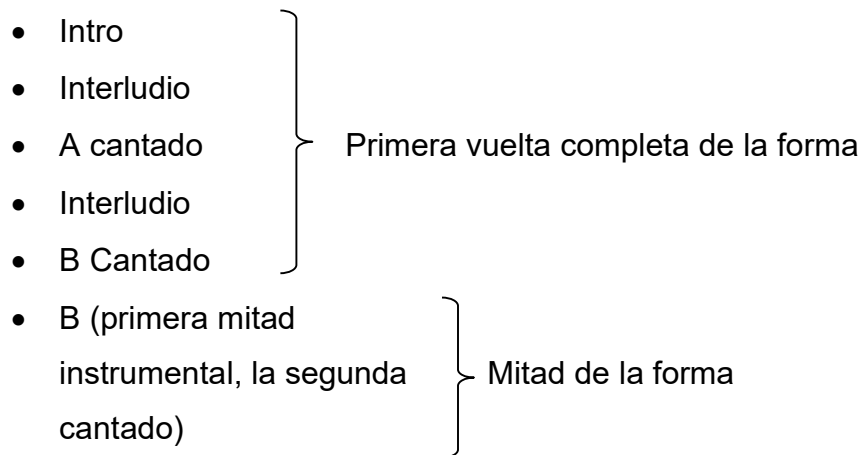 • Intro
• Interludio
• A cantado
Primera vuelta completa de la forma
• Interludio
• B Cantado
• B (primera mitad
instrumental, la segunda
Mitad de la forma
cantado)